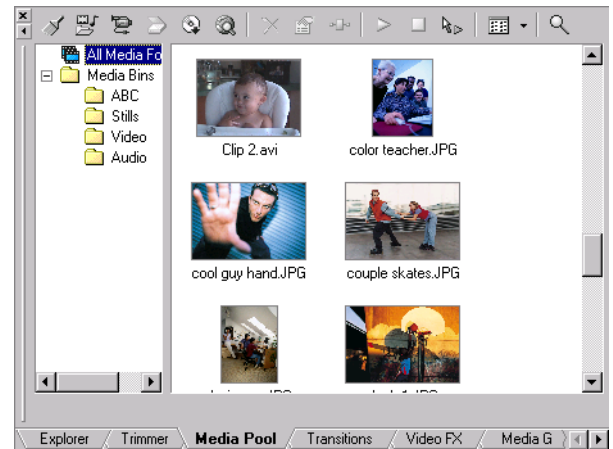 All Media Fo
Media Bins
ABC
Stills
Video
Audio
Clip 2.avi
color teacher.JPG
cool guy hand.JPG
couple skates.JPG
Explorer
Trimmer
Media Pool
Transitions
Video FX
Media G